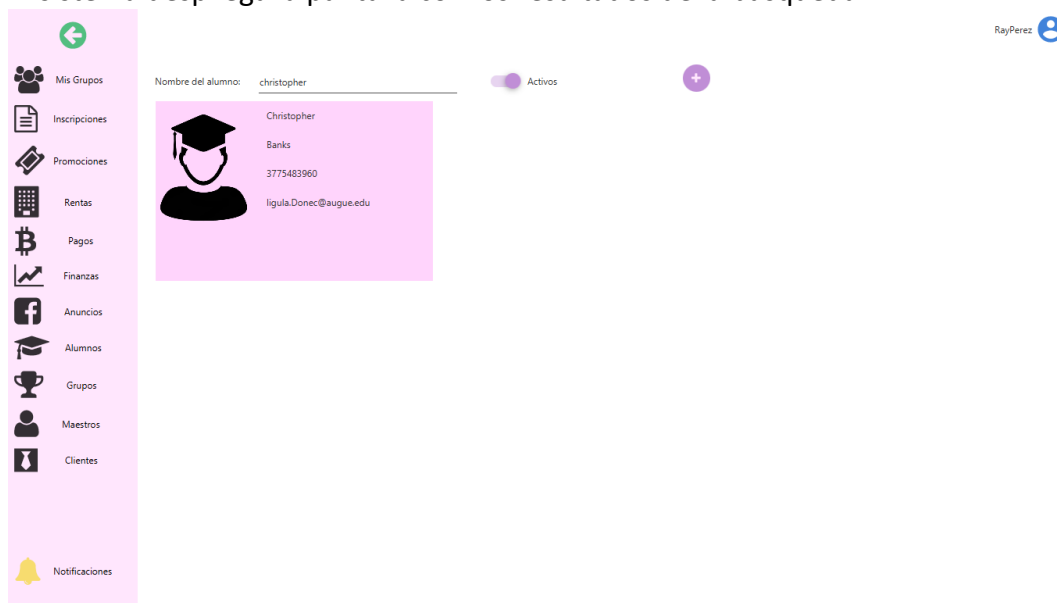 RayPerez
Mis Grupos
Nombre del alumno: christopher
Activos
Christopher
Banks
3775483960
ligula.Donec@augue.edu
Inscripciones
Promociones
Rentas
Pagos
Finanzas
Anuncios
Alumnos
Grupos
Maestros
Clientes
Notificaciones